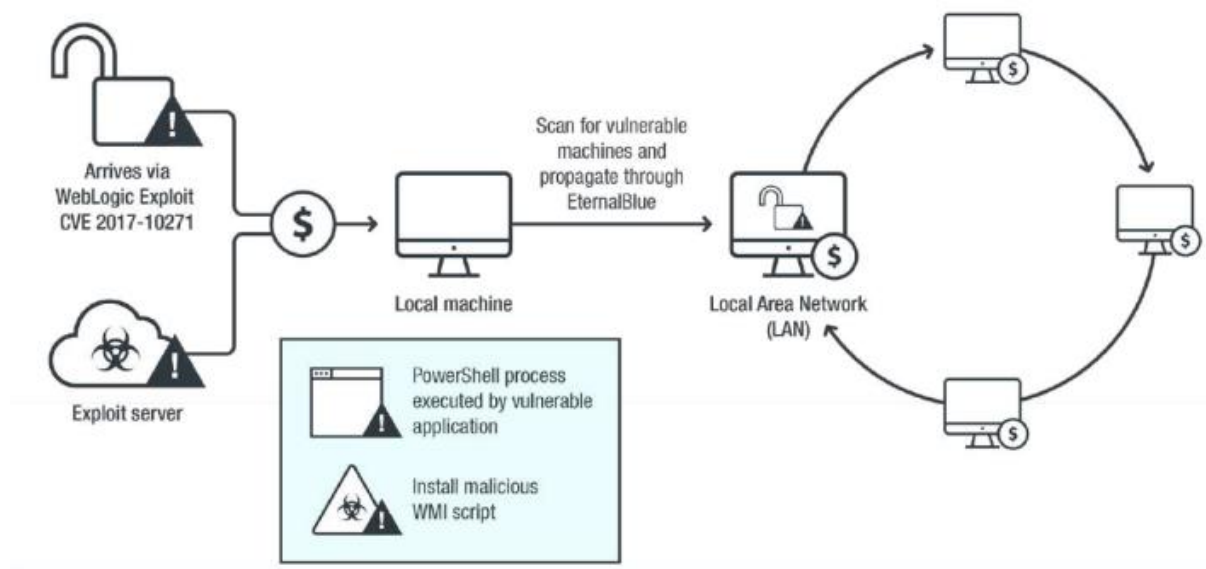 Arrives via
WebLogic Exploit
CVE 2017-10271
Exploit server
$
Local machine
Scan for vulnerable
machines and
propagate through
EternalBlue
$
Local Area Network
(LAN)
$
$
$
PowerShell process
executed by vulnerable
application
Install malicious
WMI script
!
!
!
!
!